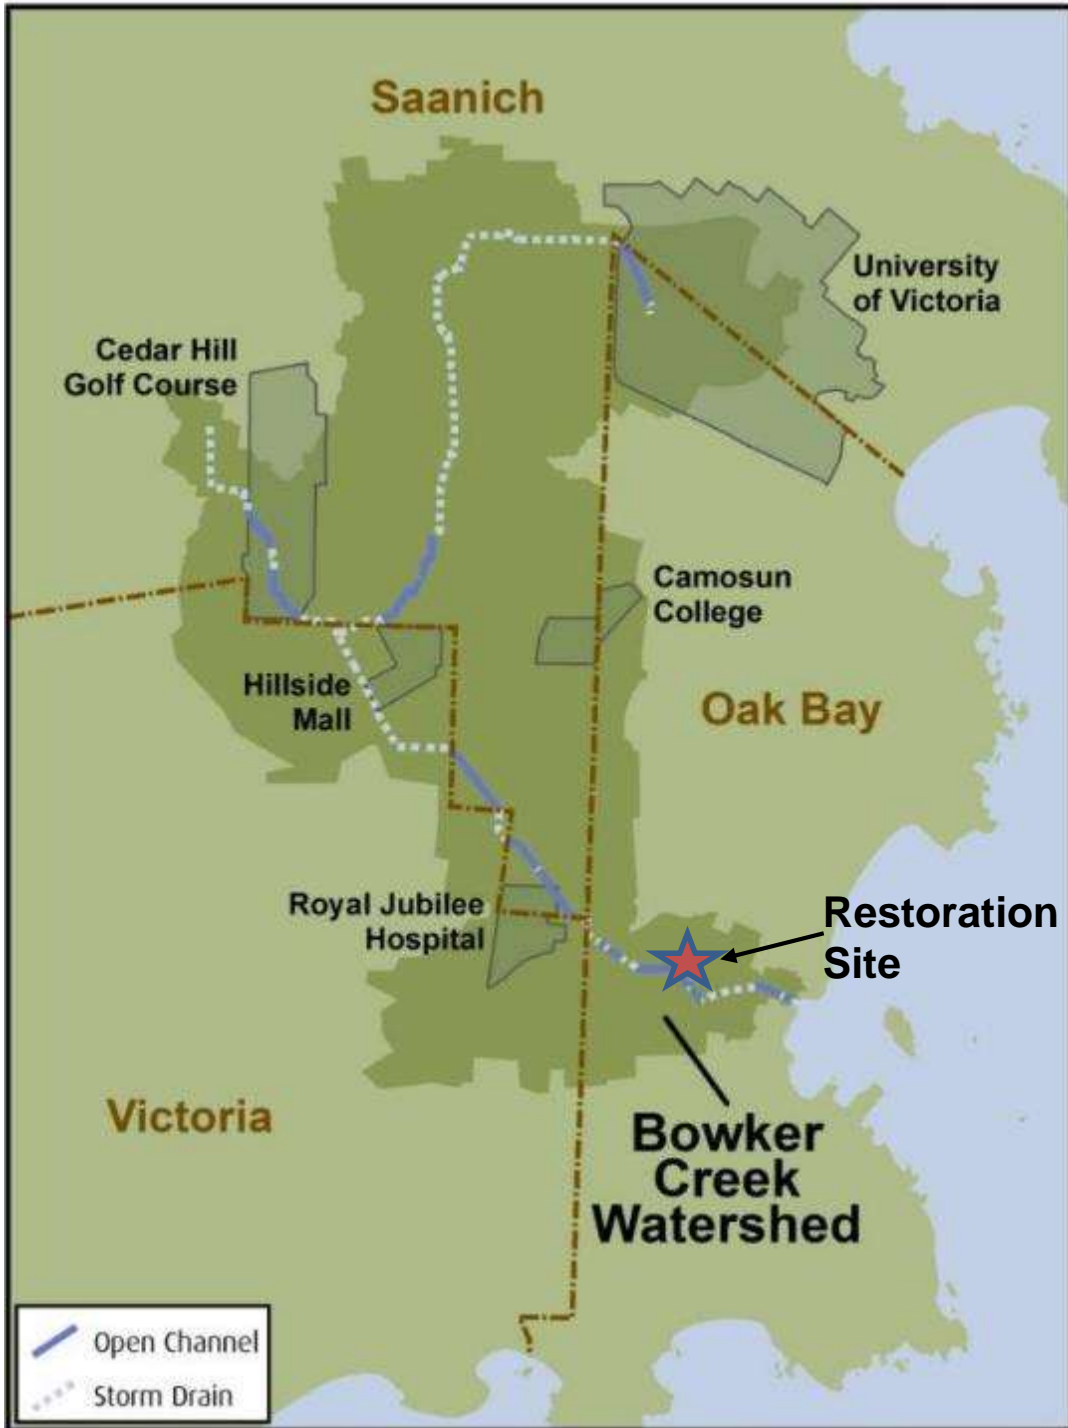 Saanich
University
of Victoria
Cedar Hill
Golf Course
Camosun
College
Hillside
Mall
Oak Bay
Royal Jubilee
Hospital
Restoration
Site
Victoria
Bowker
Creek
Watershed
Open Channel
Storm Drain